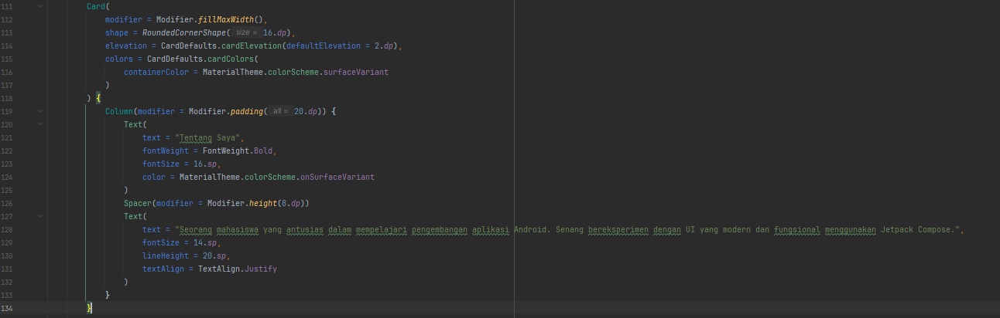 111 Card(
112 modifier = Modifier.fillMaxWidth(),
113 shape = RoundedCornerShape( size = 16.dp),
114 elevation = CardDefaults.cardElevation(defaultElevation = 2.dp),
115 colors = CardDefaults.cardColors(
116 containerColor = MaterialTheme.colorScheme.surfaceVariant
117 )
118 ) {
119 Column(modifier = Modifier.padding( all = 20.dp)) {
120 Text(
121 text = "Tentang Saya",
122 fontWeight = FontWeight.Bold,
123 fontSize = 16.sp,
124 color = MaterialTheme.colorScheme.onSurfaceVariant
125 )
126 Spacer(modifier = Modifier.height(8.dp))
127 Text(
128 text = "Seorang mahasiswa yang antusias dalam mempelajari pengembangan aplikasi Android. Senang bereksperimen dengan UI yang modern dan fungsional menggunakan Jetpack Compose.",
129 fontSize = 14.sp,
130 lineHeight = 20.sp,
131 textAlign = TextAlign.Justify
132 )
133 }
134 }